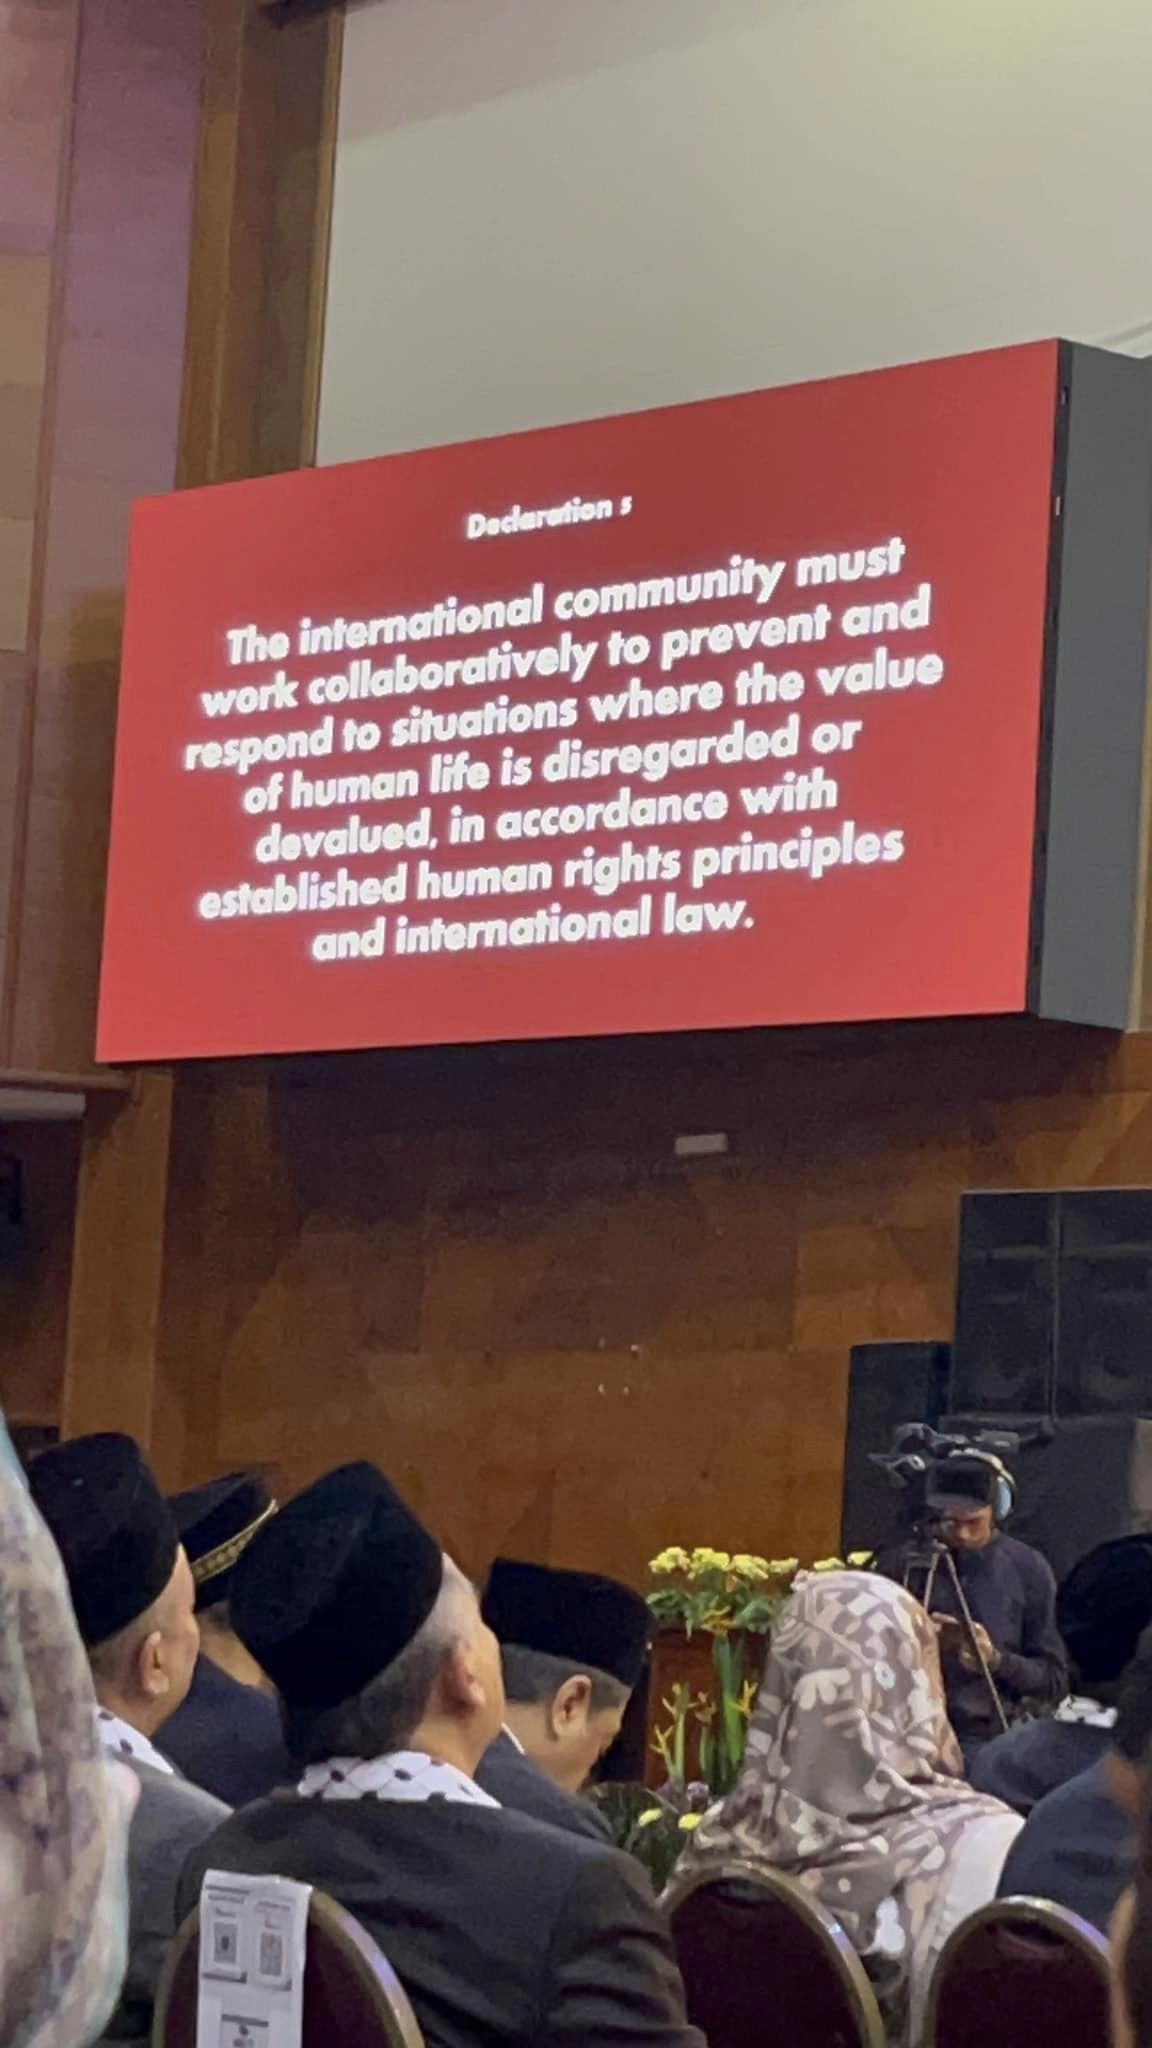 Declaration 5
The international community must
work collaboratively to prevent and
respond to situations where the value
of human life is disregarded or
devalued, in accordance with
established human rights principles
and international law.